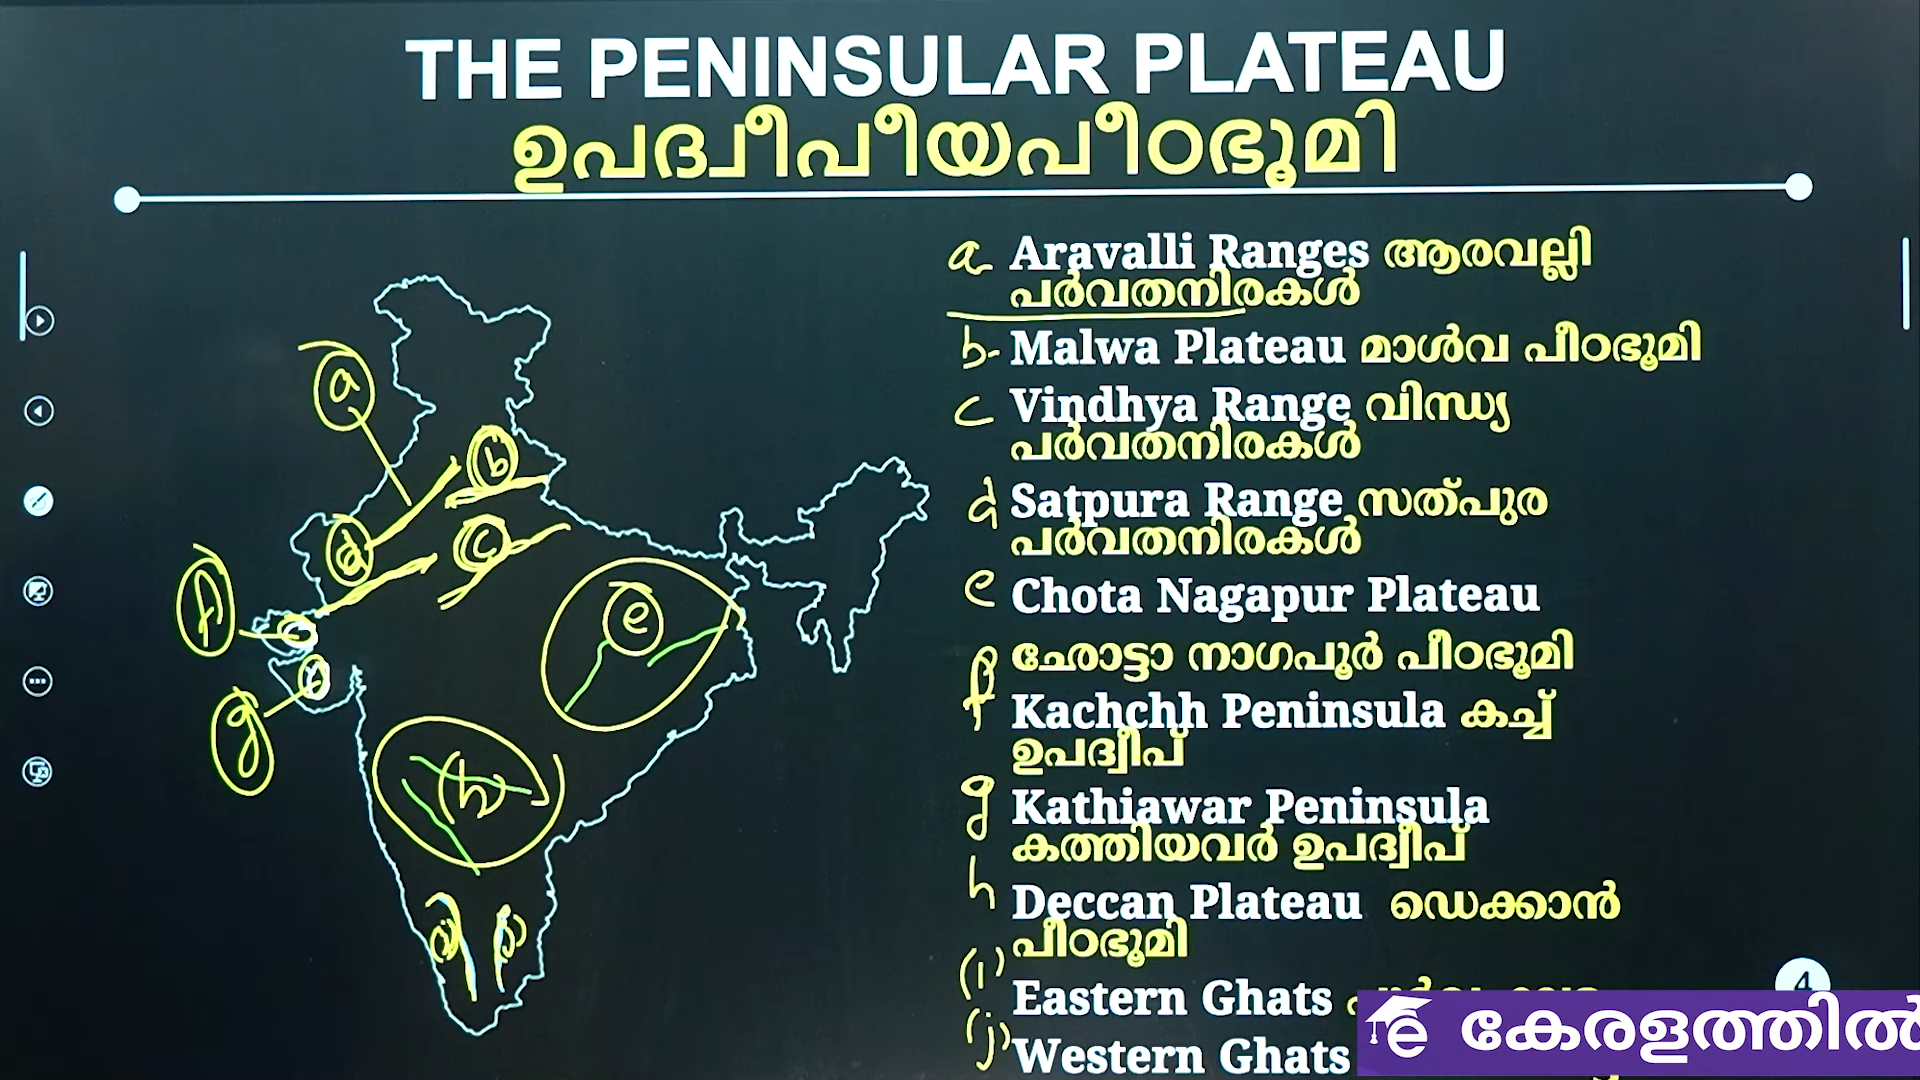 THE PENINSULAR PLATEAU
ഉപദ്വീപീയപീഠഭൂമി
a Aravalli Ranges ആരവല്ലി
പർവതനിരകൾ
b- Malwa Plateau മാൾവ പീഠഭൂമി
c Vindhya Range വിന്ധ്യ
പർവതനിരകൾ
d Satpura Range സത്പുര
പർവതനിരകൾ
e Chota Nagapur Plateau
ഛോട്ടാ നാഗപൂർ പീഠഭൂമി
f Kachchh Peninsula കച്ച്
ഉപദ്വീപ്
g Kathiawar Peninsula
കത്തിയവർ ഉപദ്വീപ്
h Deccan Plateau ഡെക്കാൻ
പീഠഭൂമി
(i) Eastern Ghats
(j) Western Ghats
a
b
d
c
e
f
g
h
4
e കേരളത്തിൽ